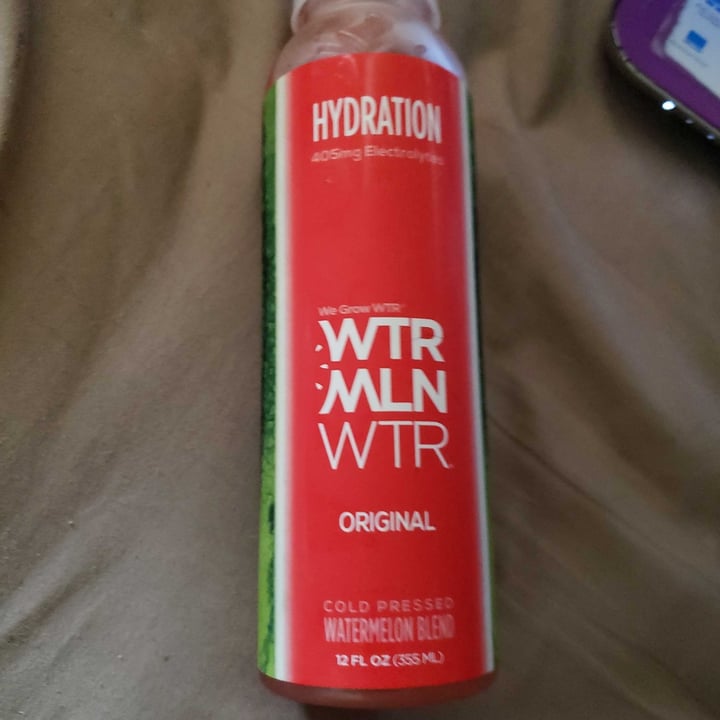 HYDRATION
405mg Electrolytes
We Grow WTR
WTR
MLN
WTR
ORIGINAL
COLD PRESSED
WATERMELON BLEND
12 FL OZ (355 ML)